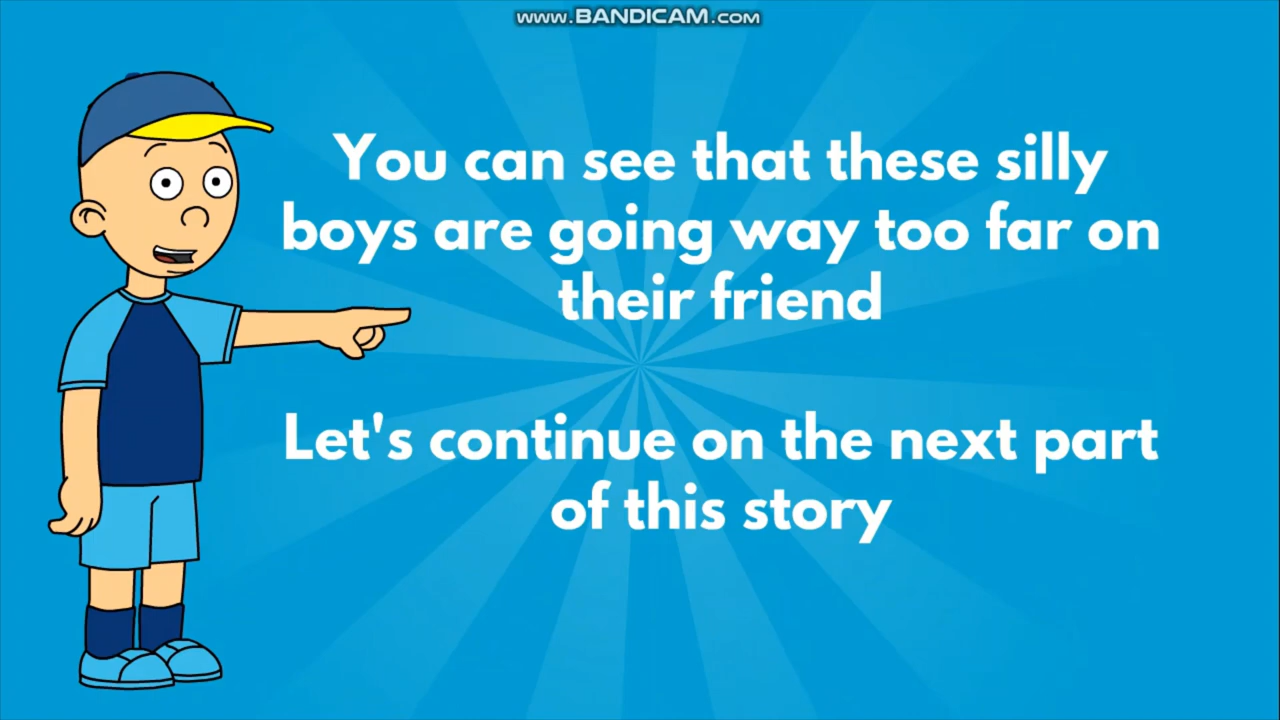 www.BANDICAM.com
You can see that these silly
boys are going way too far on
their friend
Let's continue on the next part
of this story